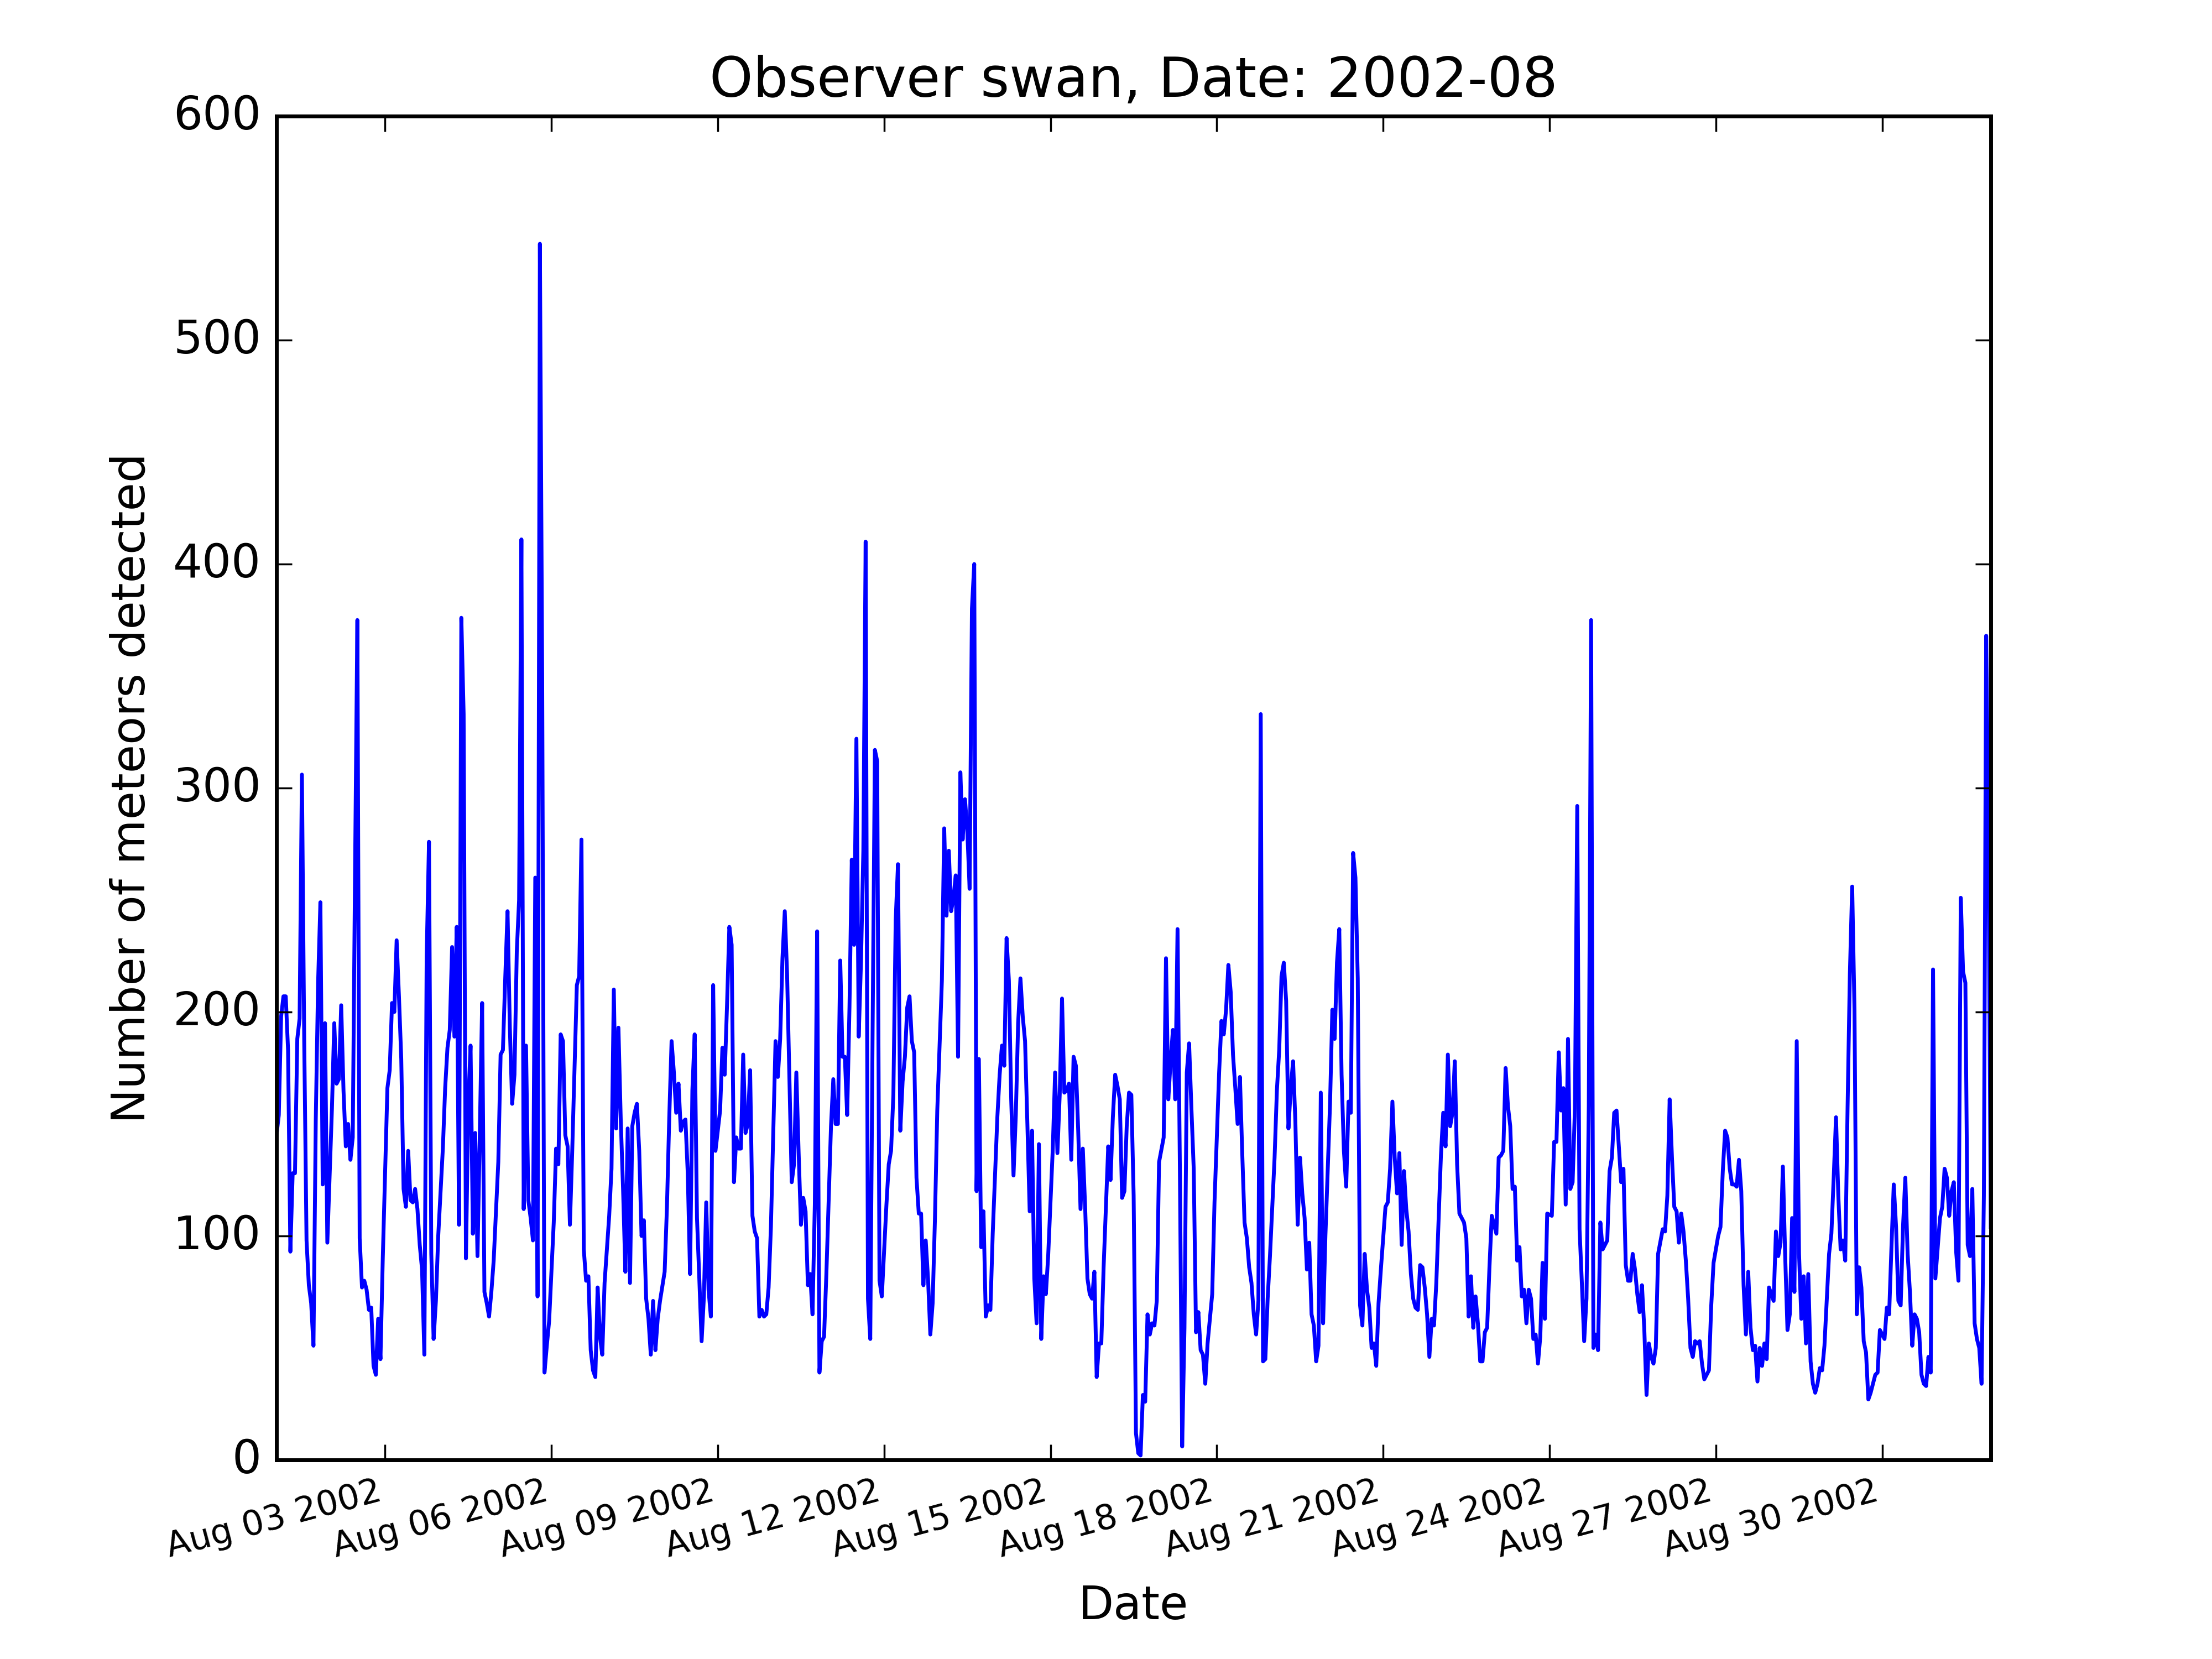 Observer swan, Date: 2002-08
600
500
400
300
200
100
0
Number of meteors detected
Aug 03 2002
Aug 06 2002
Aug 09 2002
Aug 12 2002
Aug 15 2002
Aug 18 2002
Aug 21 2002
Aug 24 2002
Aug 27 2002
Aug 30 2002
Date